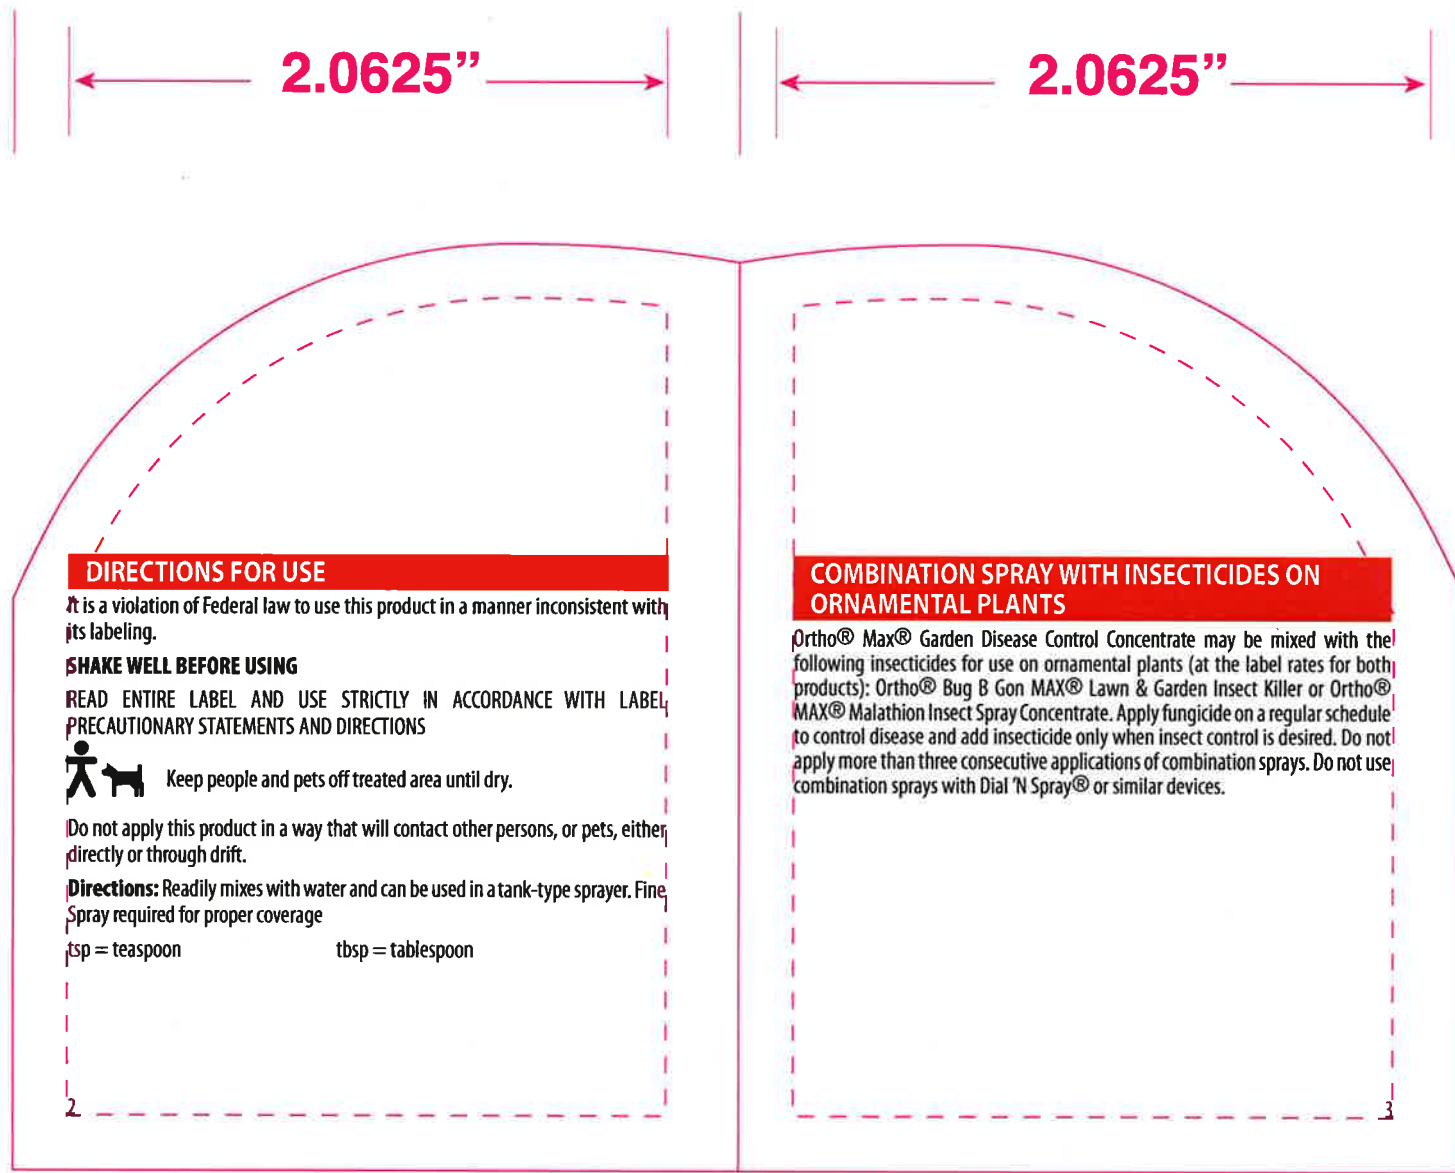 2.0625”
2.0625”
DIRECTIONS FOR USE
It is a violation of Federal law to use this product in a manner inconsistent with
its labeling.
SHAKE WELL BEFORE USING
READ ENTIRE LABEL AND USE STRICTLY IN ACCORDANCE WITH LABEL
PRECAUTIONARY STATEMENTS AND DIRECTIONS
Keep people and pets off treated area until dry.
Do not apply this product in a way that will contact other persons, or pets, either
directly or through drift.
Directions: Readily mixes with water and can be used in a tank-type sprayer. Fine
Spray required for proper coverage
tsp = teaspoon tbsp = tablespoon
2
COMBINATION SPRAY WITH INSECTICIDES ON
ORNAMENTAL PLANTS
Ortho® Max® Garden Disease Control Concentrate may be mixed with the
following insecticides for use on ornamental plants (at the label rates for both
products): Ortho® Bug B Gon MAX® Lawn & Garden Insect Killer or Ortho®
MAX® Malathion Insect Spray Concentrate. Apply fungicide on a regular schedule
to control disease and add insecticide only when insect control is desired. Do not
apply more than three consecutive applications of combination sprays. Do not use
combination sprays with Dial ’N Spray® or similar devices.
3